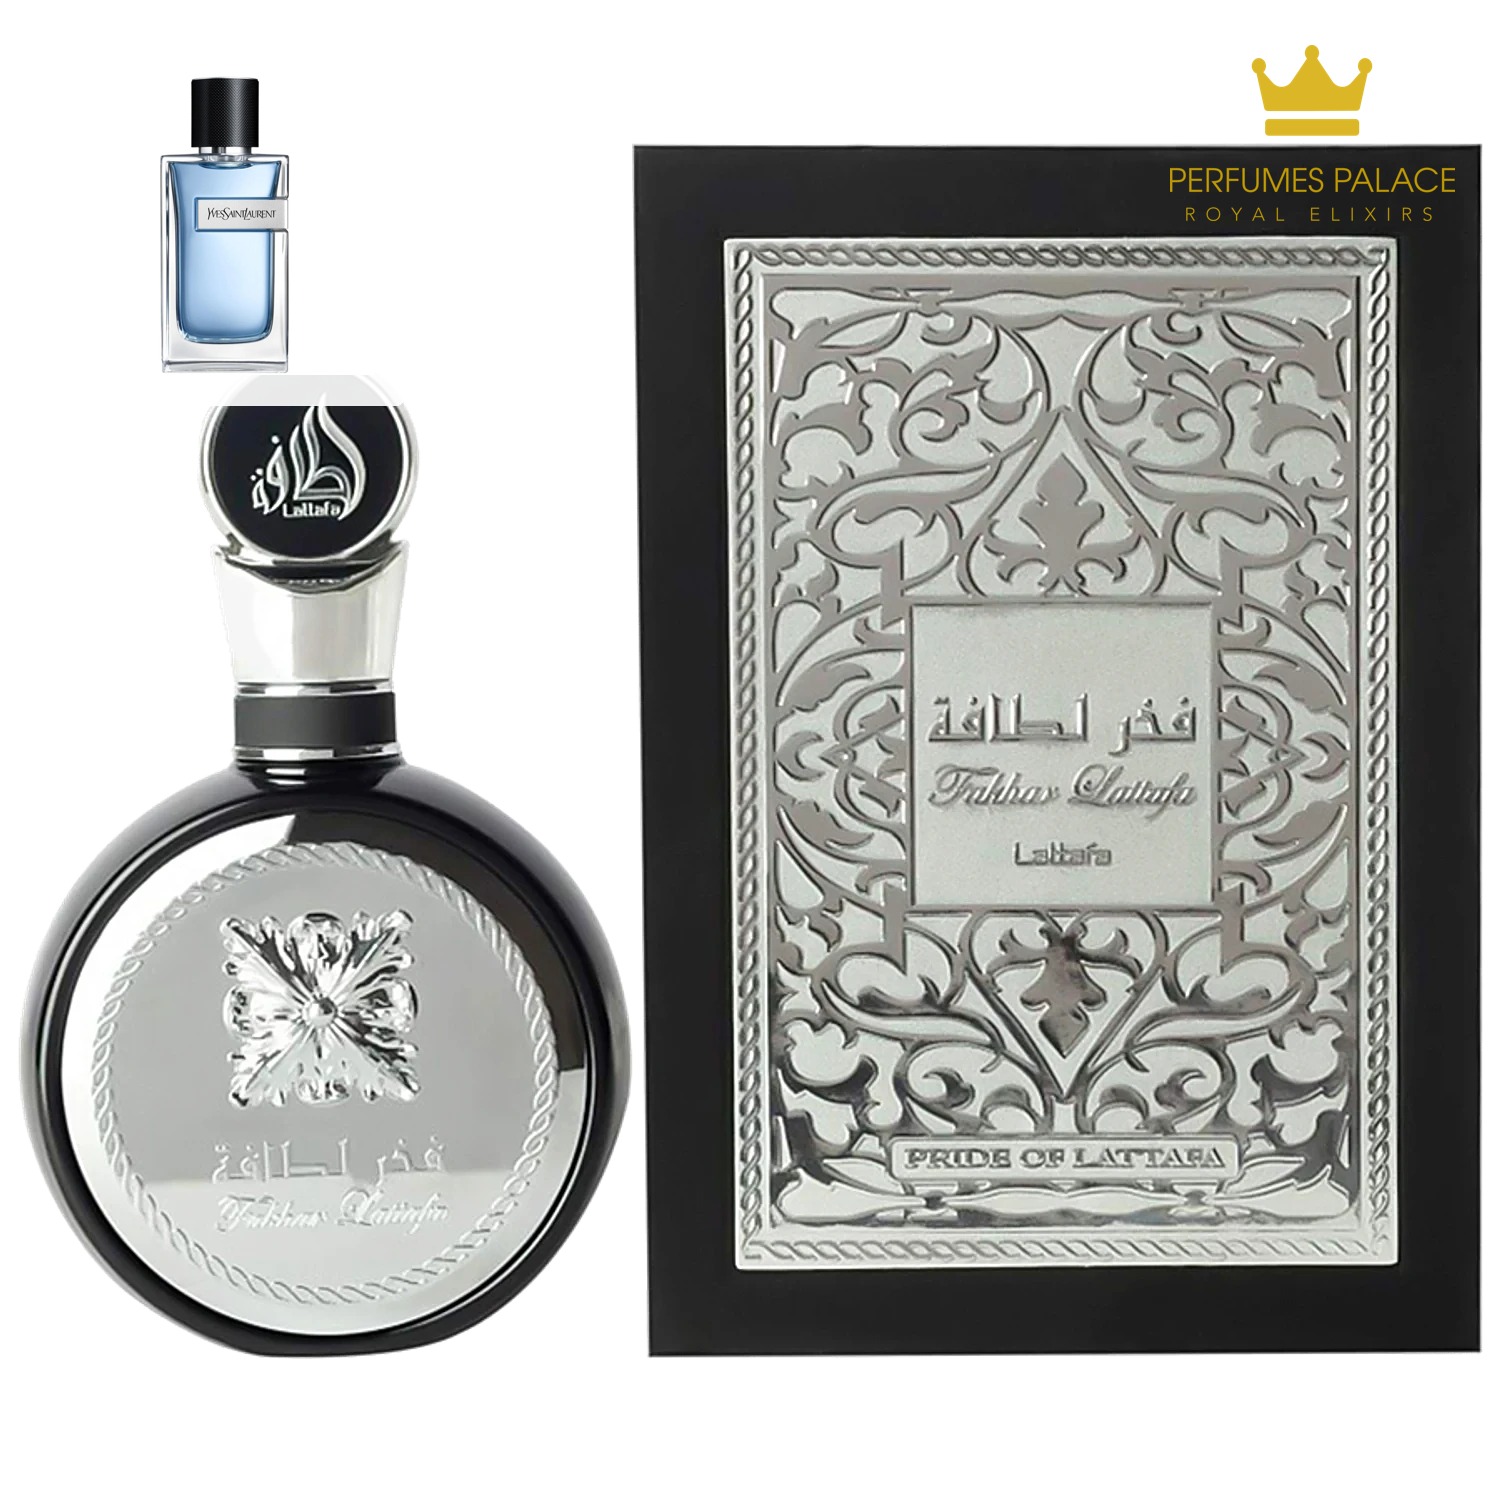 PERFUMES PALACE
ROYAL ELIXIRS
YVESSAINTLAURENT
لطافة
Lattafa
فخر لطافة
Fakhar Lattafa
Lattafa
PRIDE OF LATTAFA
فخر لطافة
Fakhar Lattafa